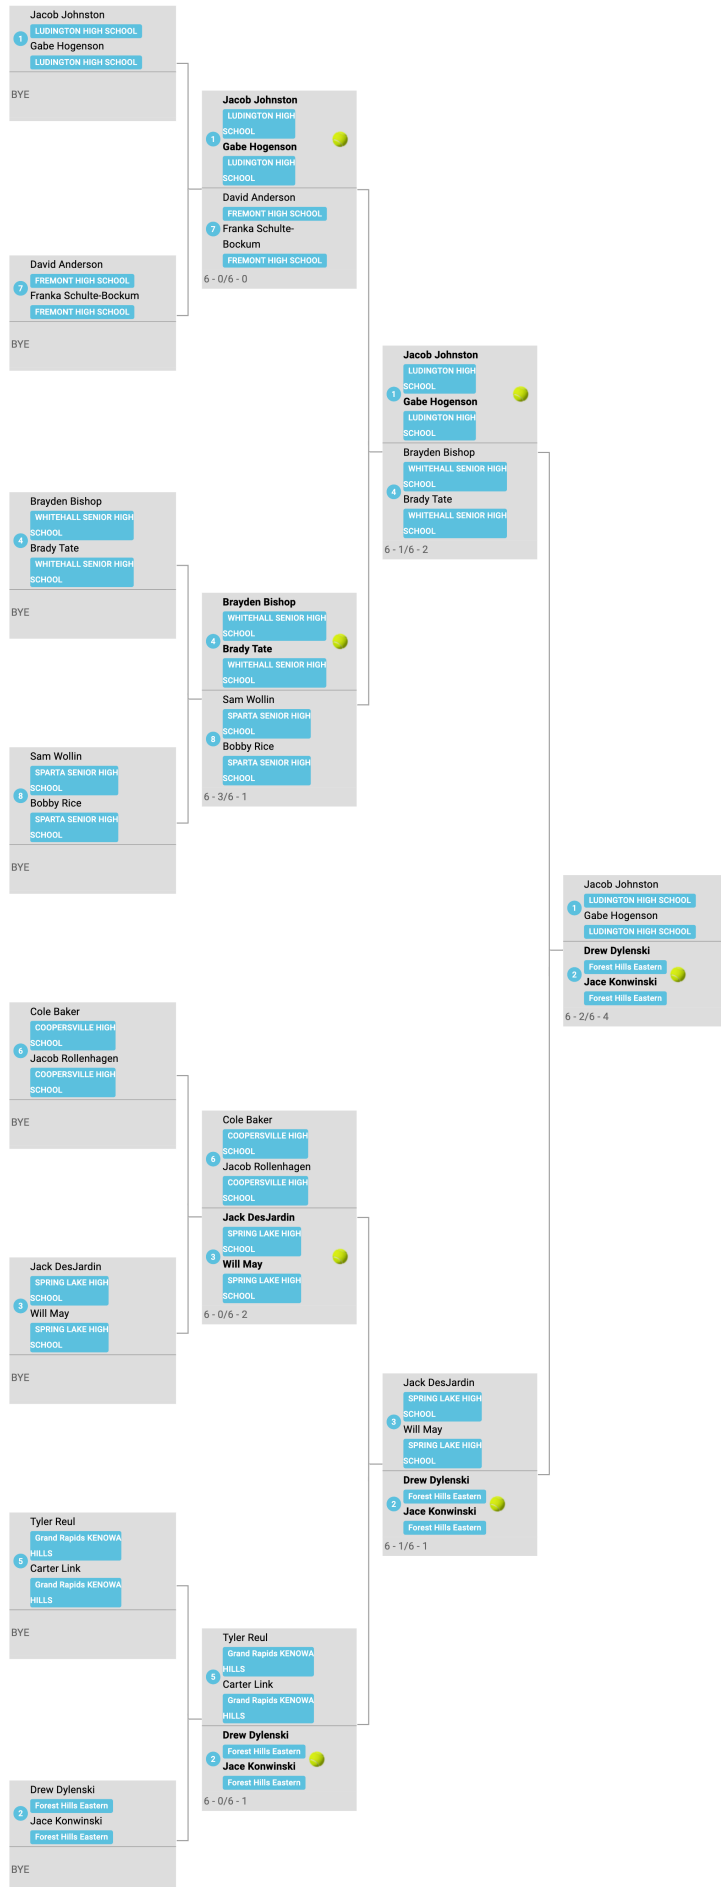 Jacob Johnston
1
LUDINGTON HIGH SCHOOL
Gabe Hogenson
LUDINGTON HIGH SCHOOL
BYE
David Anderson
7
FREMONT HIGH SCHOOL
Franka Schulte-Bockum
FREMONT HIGH SCHOOL
BYE
Brayden Bishop
WHITEHALL SENIOR HIGH
SCHOOL
4
Brady Tate
WHITEHALL SENIOR HIGH
SCHOOL
BYE
Sam Wollin
SPARTA SENIOR HIGH
SCHOOL
8
Bobby Rice
SPARTA SENIOR HIGH
SCHOOL
BYE
Cole Baker
COOPERSVILLE HIGH
SCHOOL
6
Jacob Rollenhagen
COOPERSVILLE HIGH
SCHOOL
BYE
Jack DesJardin
SPRING LAKE HIGH
SCHOOL
3
Will May
SPRING LAKE HIGH
SCHOOL
BYE
Tyler Reul
Grand Rapids KENOWA
HILLS
5
Carter Link
Grand Rapids KENOWA
HILLS
BYE
Drew Dylenski
Forest Hills Eastern
2
Jace Konwinski
Forest Hills Eastern
BYE
Jacob Johnston
LUDINGTON HIGH
SCHOOL
1
Gabe Hogenson
LUDINGTON HIGH
SCHOOL
David Anderson
FREMONT HIGH SCHOOL
7
Franka Schulte-
Bockum
FREMONT HIGH SCHOOL
6 - 0/6 - 0
Brayden Bishop
WHITEHALL SENIOR HIGH
SCHOOL
4
Brady Tate
WHITEHALL SENIOR HIGH
SCHOOL
Sam Wollin
SPARTA SENIOR HIGH
SCHOOL
8
Bobby Rice
SPARTA SENIOR HIGH
SCHOOL
6 - 3/6 - 1
Cole Baker
COOPERSVILLE HIGH
SCHOOL
6
Jacob Rollenhagen
COOPERSVILLE HIGH
SCHOOL
Jack DesJardin
SPRING LAKE HIGH
SCHOOL
3
Will May
SPRING LAKE HIGH
SCHOOL
6 - 0/6 - 2
Tyler Reul
Grand Rapids KENOWA
HILLS
5
Carter Link
Grand Rapids KENOWA
HILLS
Drew Dylenski
Forest Hills Eastern
2
Jace Konwinski
Forest Hills Eastern
6 - 0/6 - 1
Jacob Johnston
LUDINGTON HIGH
SCHOOL
1
Gabe Hogenson
LUDINGTON HIGH
SCHOOL
Brayden Bishop
WHITEHALL SENIOR HIGH
SCHOOL
4
Brady Tate
WHITEHALL SENIOR HIGH
SCHOOL
6 - 1/6 - 2
Jack DesJardin
SPRING LAKE HIGH
SCHOOL
3
Will May
SPRING LAKE HIGH
SCHOOL
Drew Dylenski
Forest Hills Eastern
2
Jace Konwinski
Forest Hills Eastern
6 - 1/6 - 1
Jacob Johnston
LUDINGTON HIGH SCHOOL
1
Gabe Hogenson
LUDINGTON HIGH SCHOOL
Drew Dylenski
Forest Hills Eastern
2
Jace Konwinski
Forest Hills Eastern
6 - 2/6 - 4